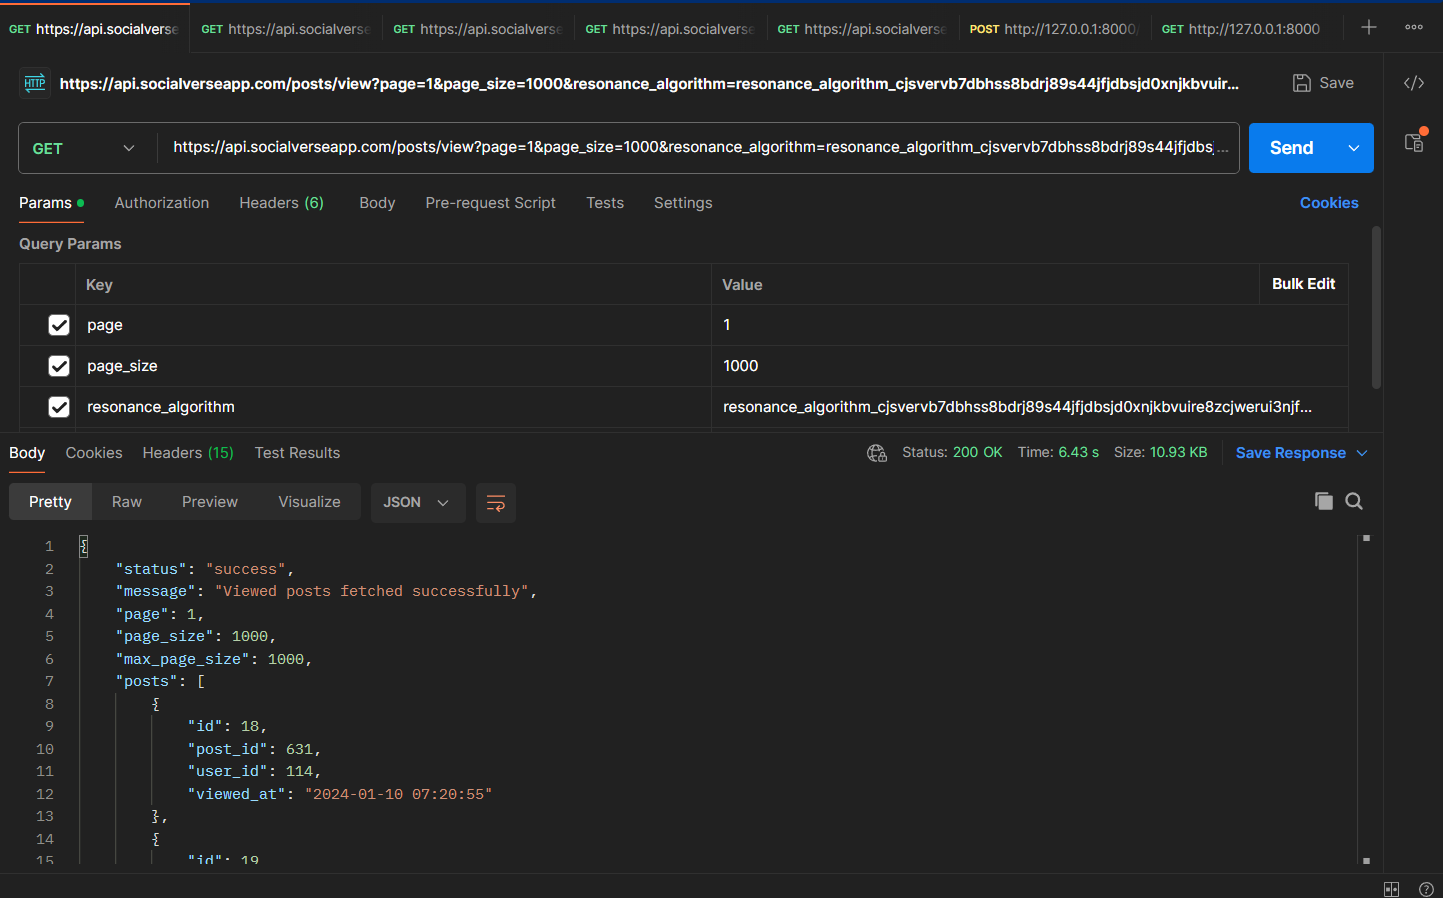 GET https://api.socialverse GET https://api.socialverse GET https://api.socialverse GET https://api.socialverse GET https://api.socialverse POST http://127.0.0.1:8000/ GET http://127.0.0.1:8000
HTTP https://api.socialverseapp.com/posts/view?page=1&page_size=1000&resonance_algorithm=resonance_algorithm_cjsvervb7dbhss8bdrj89s44jfjdbsjd0xnjkbvuir... Save
GET https://api.socialverseapp.com/posts/view?page=1&page_size=1000&resonance_algorithm=resonance_algorithm_cjsvervb7dbhss8bdrj89s44jfjdbsj... Send
Params Authorization Headers (6) Body Pre-request Script Tests Settings Cookies
Query Params
Key Value Bulk Edit
page 1
page_size 1000
resonance_algorithm resonance_algorithm_cjsvervb7dbhss8bdrj89s44jfjdbsjd0xnjkbvuire8zcjwerui3njf...
Body Cookies Headers (15) Test Results Status: 200 OK Time: 6.43 s Size: 10.93 KB Save Response
Pretty Raw Preview Visualize JSON
1 {
2 "status": "success",
3 "message": "Viewed posts fetched successfully",
4 "page": 1,
5 "page_size": 1000,
6 "max_page_size": 1000,
7 "posts": [
8 {
9 "id": 18,
10 "post_id": 631,
11 "user_id": 114,
12 "viewed_at": "2024-01-10 07:20:55"
13 },
14 {
15 "id": 19